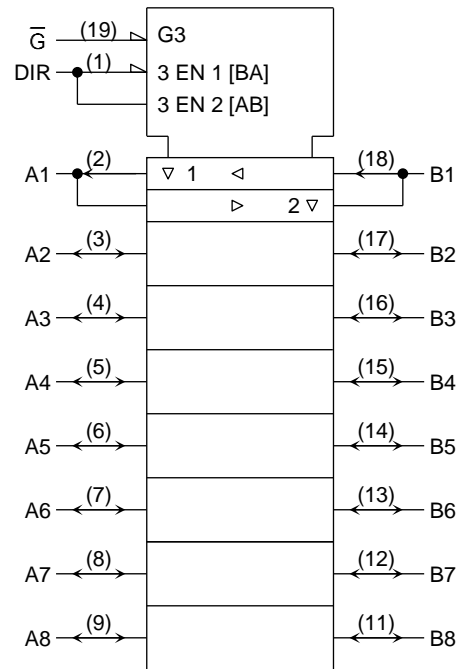 G̅ (19) G3
DIR (1) 3 EN 1 [BA]
3 EN 2 [AB]
A1 (2) ▽ 1 ◁ (18) B1
▷ 2 ▽
A2 (3) (17) B2
A3 (4) (16) B3
A4 (5) (15) B4
A5 (6) (14) B5
A6 (7) (13) B6
A7 (8) (12) B7
A8 (9) (11) B8